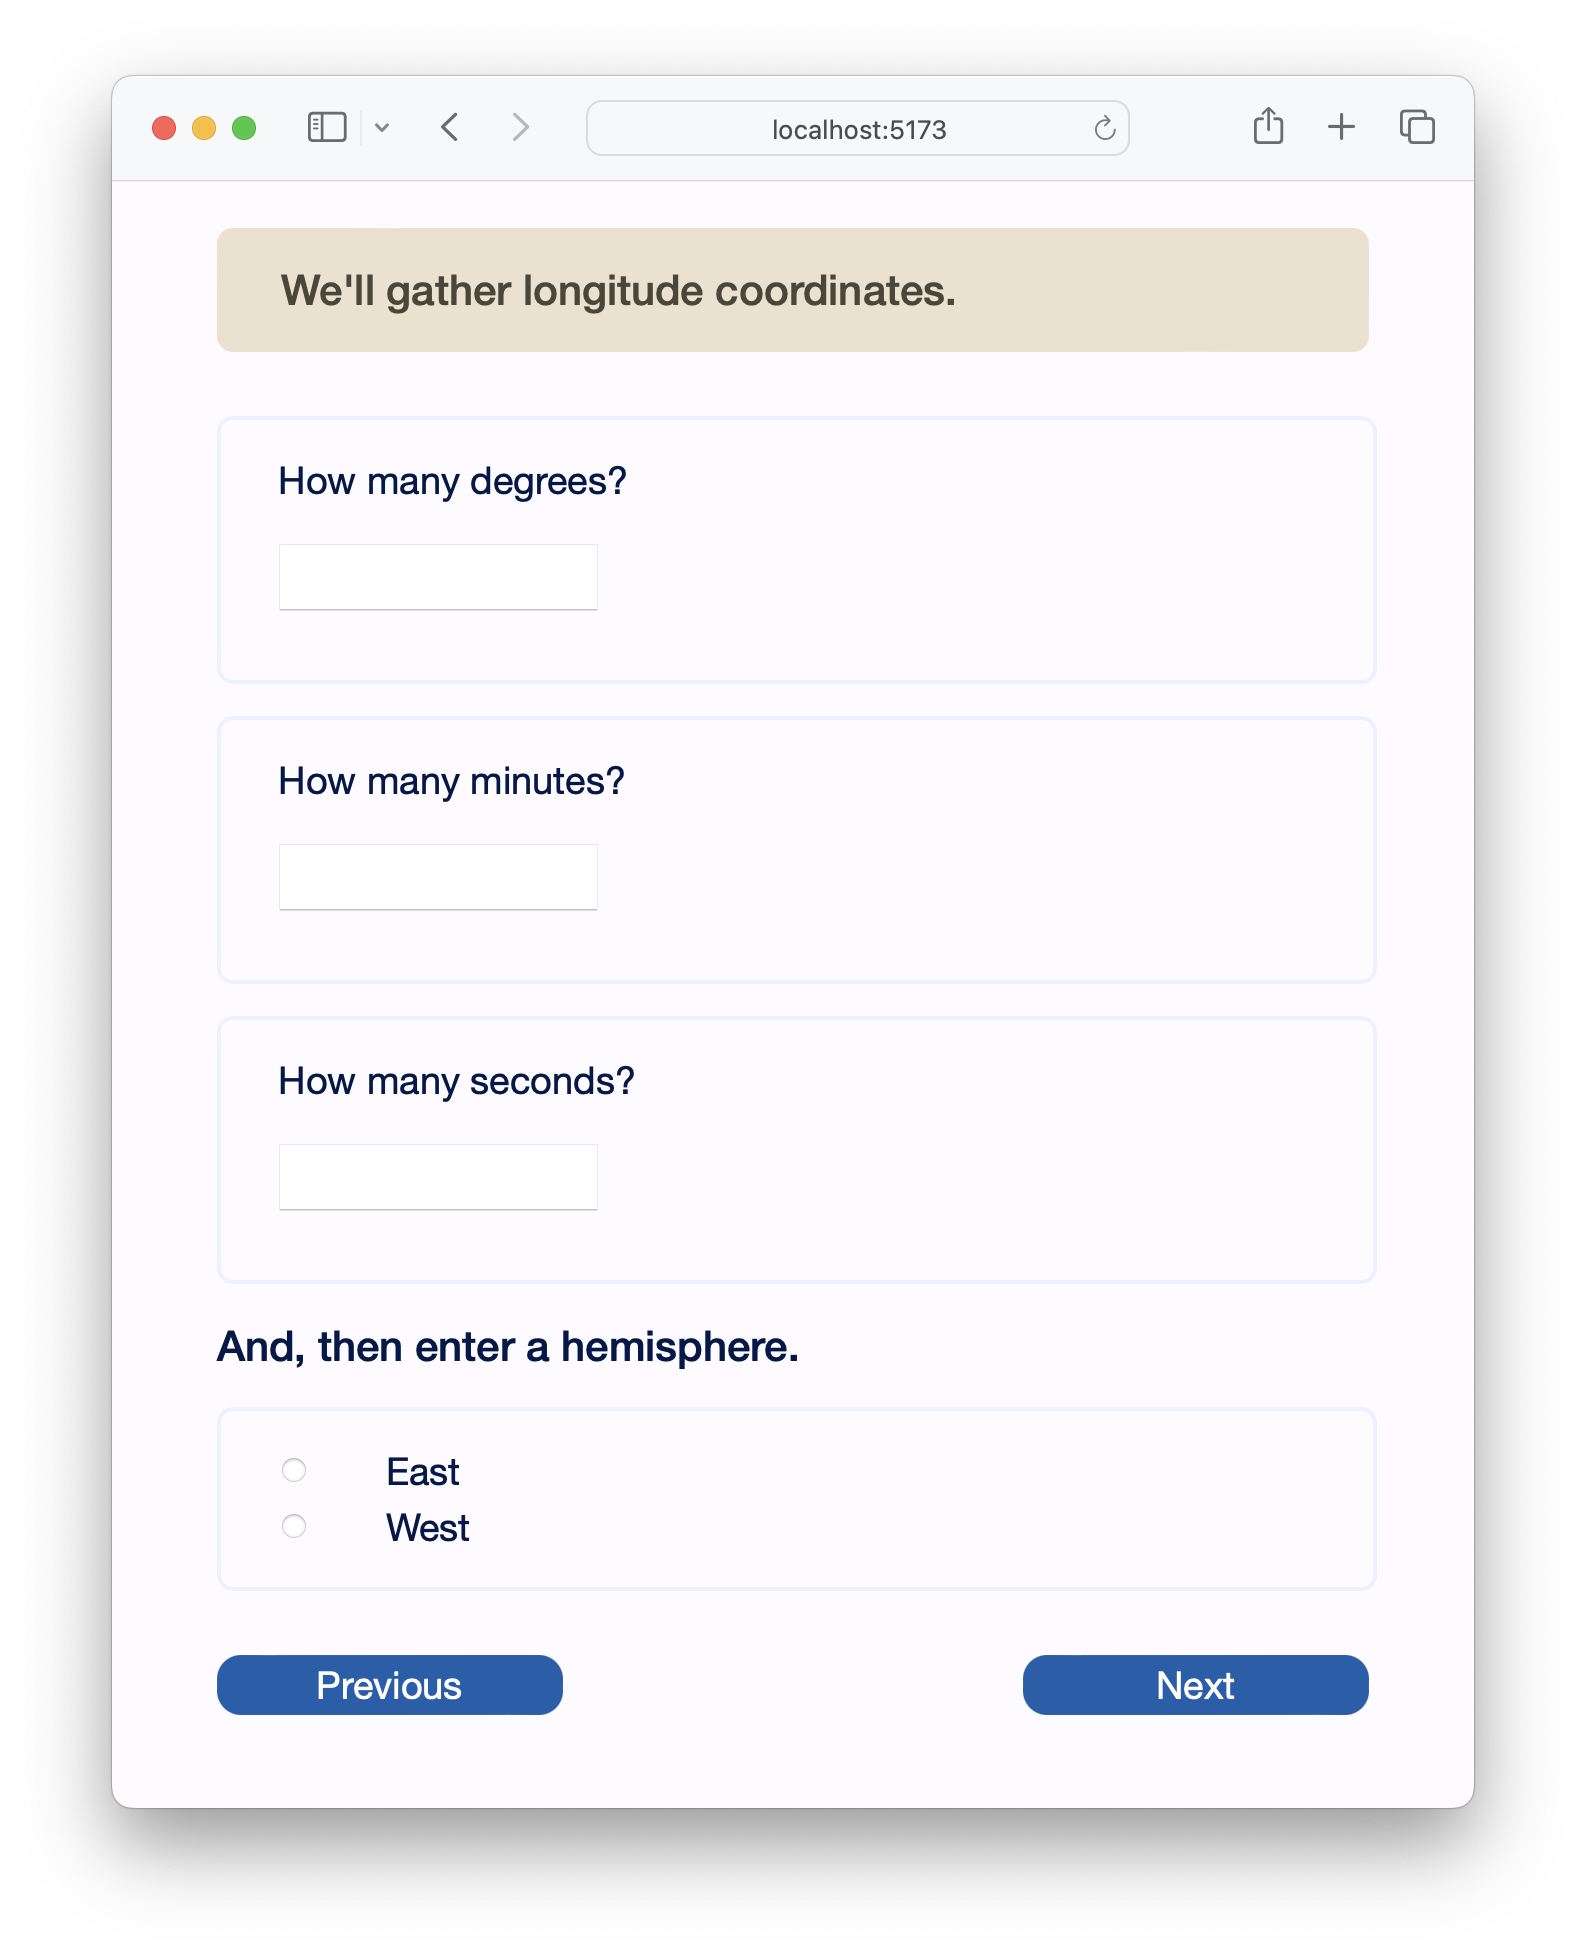 localhost:5173
We'll gather longitude coordinates.
How many degrees?
How many minutes?
How many seconds?
And, then enter a hemisphere.
East
West
Previous
Next